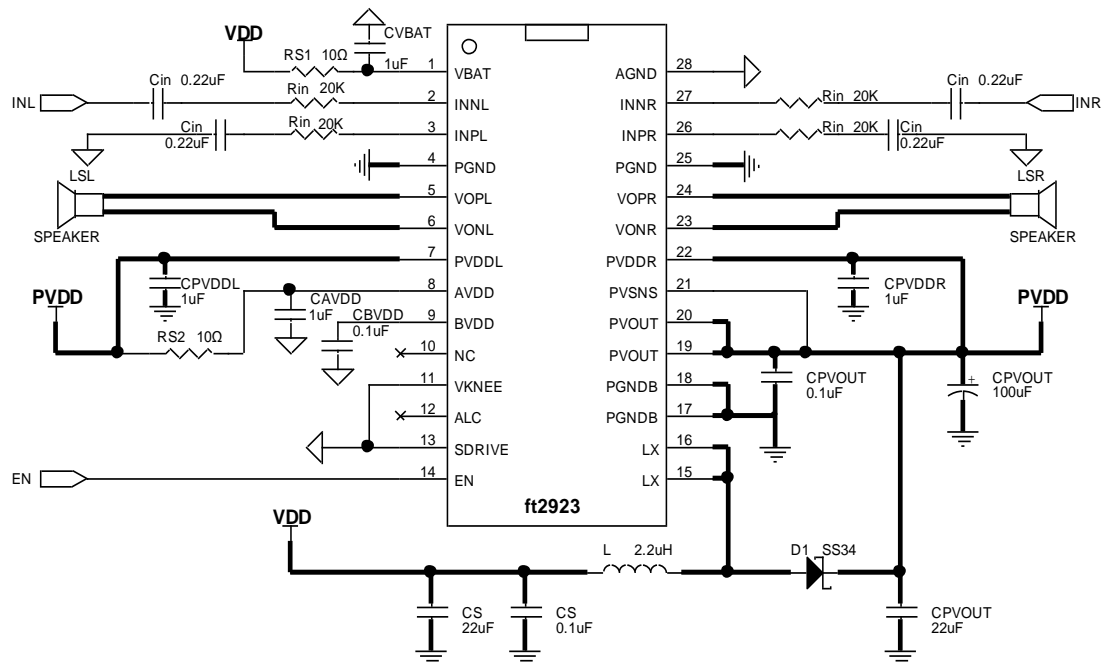 VDD
CVBAT
RS1 10Ω
1uF
1 VBAT
AGND 28
Cin 0.22uF
Rin 20K
INL
2 INNL
INNR 27
Rin 20K
Cin 0.22uF
INR
Cin
0.22uF
Rin 20K
3 INPL
INPR 26
Rin 20K
Cin
0.22uF
4 PGND
PGND 25
LSL
LSR
5 VOPL
VOPR 24
6 VONL
VONR 23
SPEAKER
SPEAKER
7 PVDDL
PVDDR 22
CPVDDL
1uF
CPVDDR
1uF
PVDD
8 AVDD
PVSNS 21
PVDD
CAVDD
1uF
CBVDD
0.1uF
9 BVDD
PVOUT 20
RS2 10Ω
10 NC
PVOUT 19
11 VKNEE
PGNDB 18
CPVOUT
0.1uF
CPVOUT
100uF
+
12 ALC
PGNDB 17
13 SDRIVE
LX 16
EN
14 EN
LX 15
ft2923
VDD
L 2.2uH
D1 SS34
CS
22uF
CS
0.1uF
CPVOUT
22uF